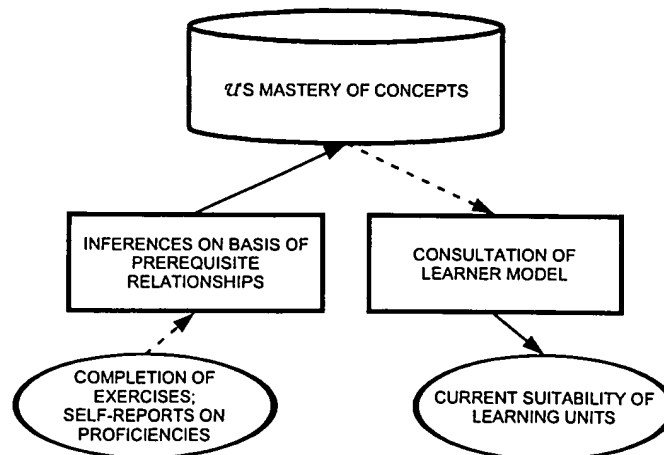 𝒰'S MASTERY OF CONCEPTS
INFERENCES ON BASIS OF
PREREQUISITE
RELATIONSHIPS
CONSULTATION OF
LEARNER MODEL
COMPLETION OF
EXERCISES;
SELF-REPORTS ON
PROFICIENCIES
CURRENT SUITABILITY OF
LEARNING UNITS